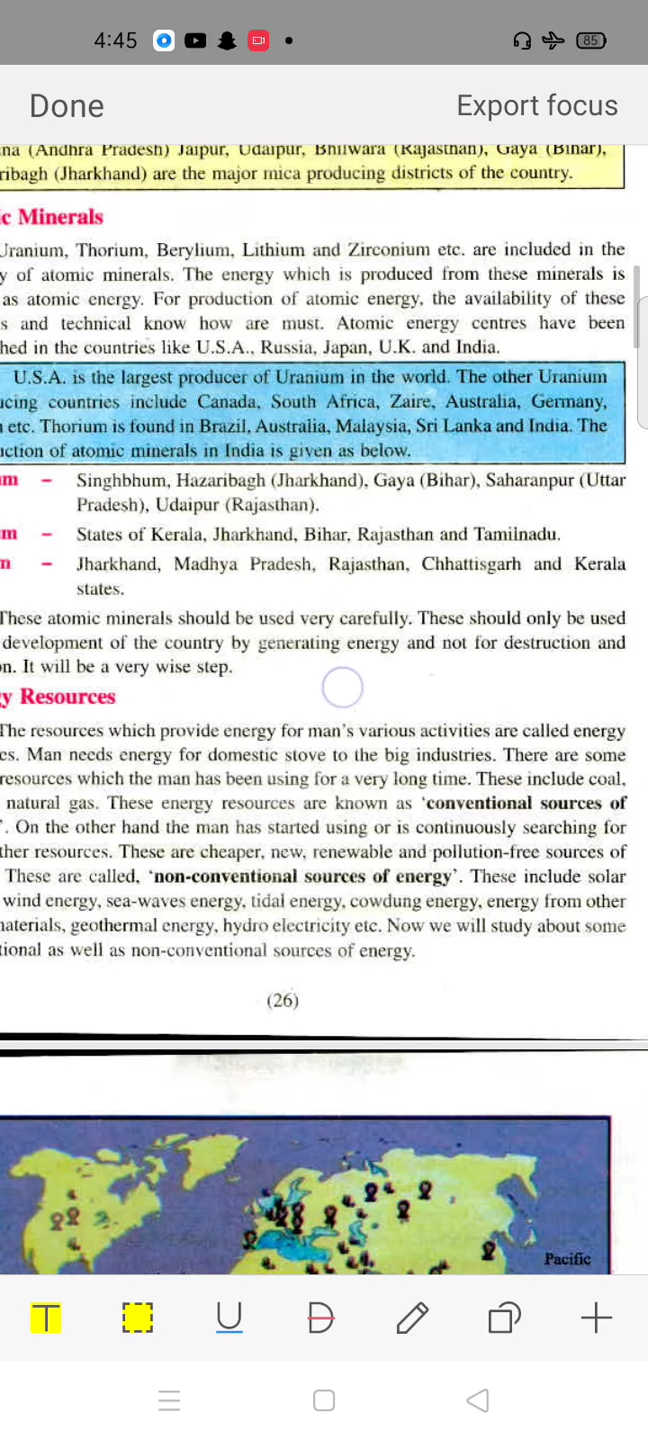 4:45
85
Done
Export focus
na (Andhra Pradesh) Jaipur, Udaipur, Bhilwara (Rajasthan), Gaya (Bihar),
ribagh (Jharkhand) are the major mica producing districts of the country.
ic Minerals
Uranium, Thorium, Berylium, Lithium and Zirconium etc. are included in the
y of atomic minerals. The energy which is produced from these minerals is
as atomic energy. For production of atomic energy, the availability of these
s and technical know how are must. Atomic energy centres have been
hed in the countries like U.S.A., Russia, Japan, U.K. and India.
U.S.A. is the largest producer of Uranium in the world. The other Uranium
ucing countries include Canada, South Africa, Zaire, Australia, Germany,
etc. Thorium is found in Brazil, Australia, Malaysia, Sri Lanka and India. The
uction of atomic minerals in India is given as below.
m – Singhbhum, Hazaribagh (Jharkhand), Gaya (Bihar), Saharanpur (Uttar
Pradesh), Udaipur (Rajasthan).
m – States of Kerala, Jharkhand, Bihar, Rajasthan and Tamilnadu.
n – Jharkhand, Madhya Pradesh, Rajasthan, Chhattisgarh and Kerala
states.
These atomic minerals should be used very carefully. These should only be used
development of the country by generating energy and not for destruction and
on. It will be a very wise step.
gy Resources
The resources which provide energy for man's various activities are called energy
es. Man needs energy for domestic stove to the big industries. There are some
resources which the man has been using for a very long time. These include coal,
natural gas. These energy resources are known as 'conventional sources of
'. On the other hand the man has started using or is continuously searching for
ther resources. These are cheaper, new, renewable and pollution-free sources of
These are called, 'non-conventional sources of energy'. These include solar
wind energy, sea-waves energy, tidal energy, cowdung energy, energy from other
naterials, geothermal energy, hydro electricity etc. Now we will study about some
tional as well as non-conventional sources of energy.
(26)
Pacific